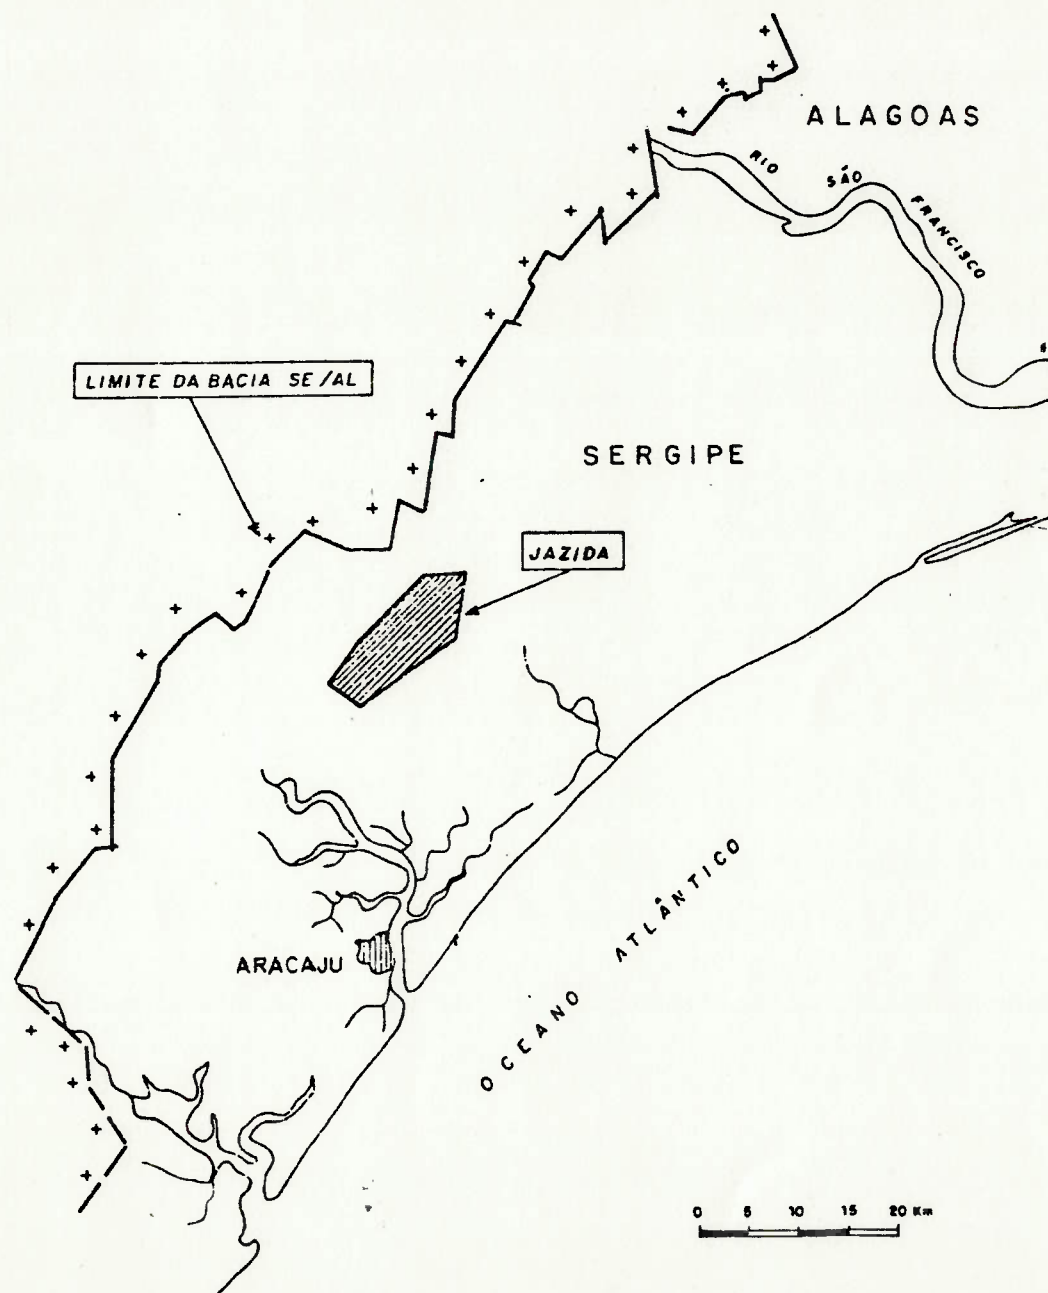 ALAGOAS
RIO
SÃO
FRANCISCO
LIMITE DA BACIA SE/AL
SERGIPE
JAZIDA
ARACAJU
OCEANO ATLÂNTICO
0 5 10 15 20 Km